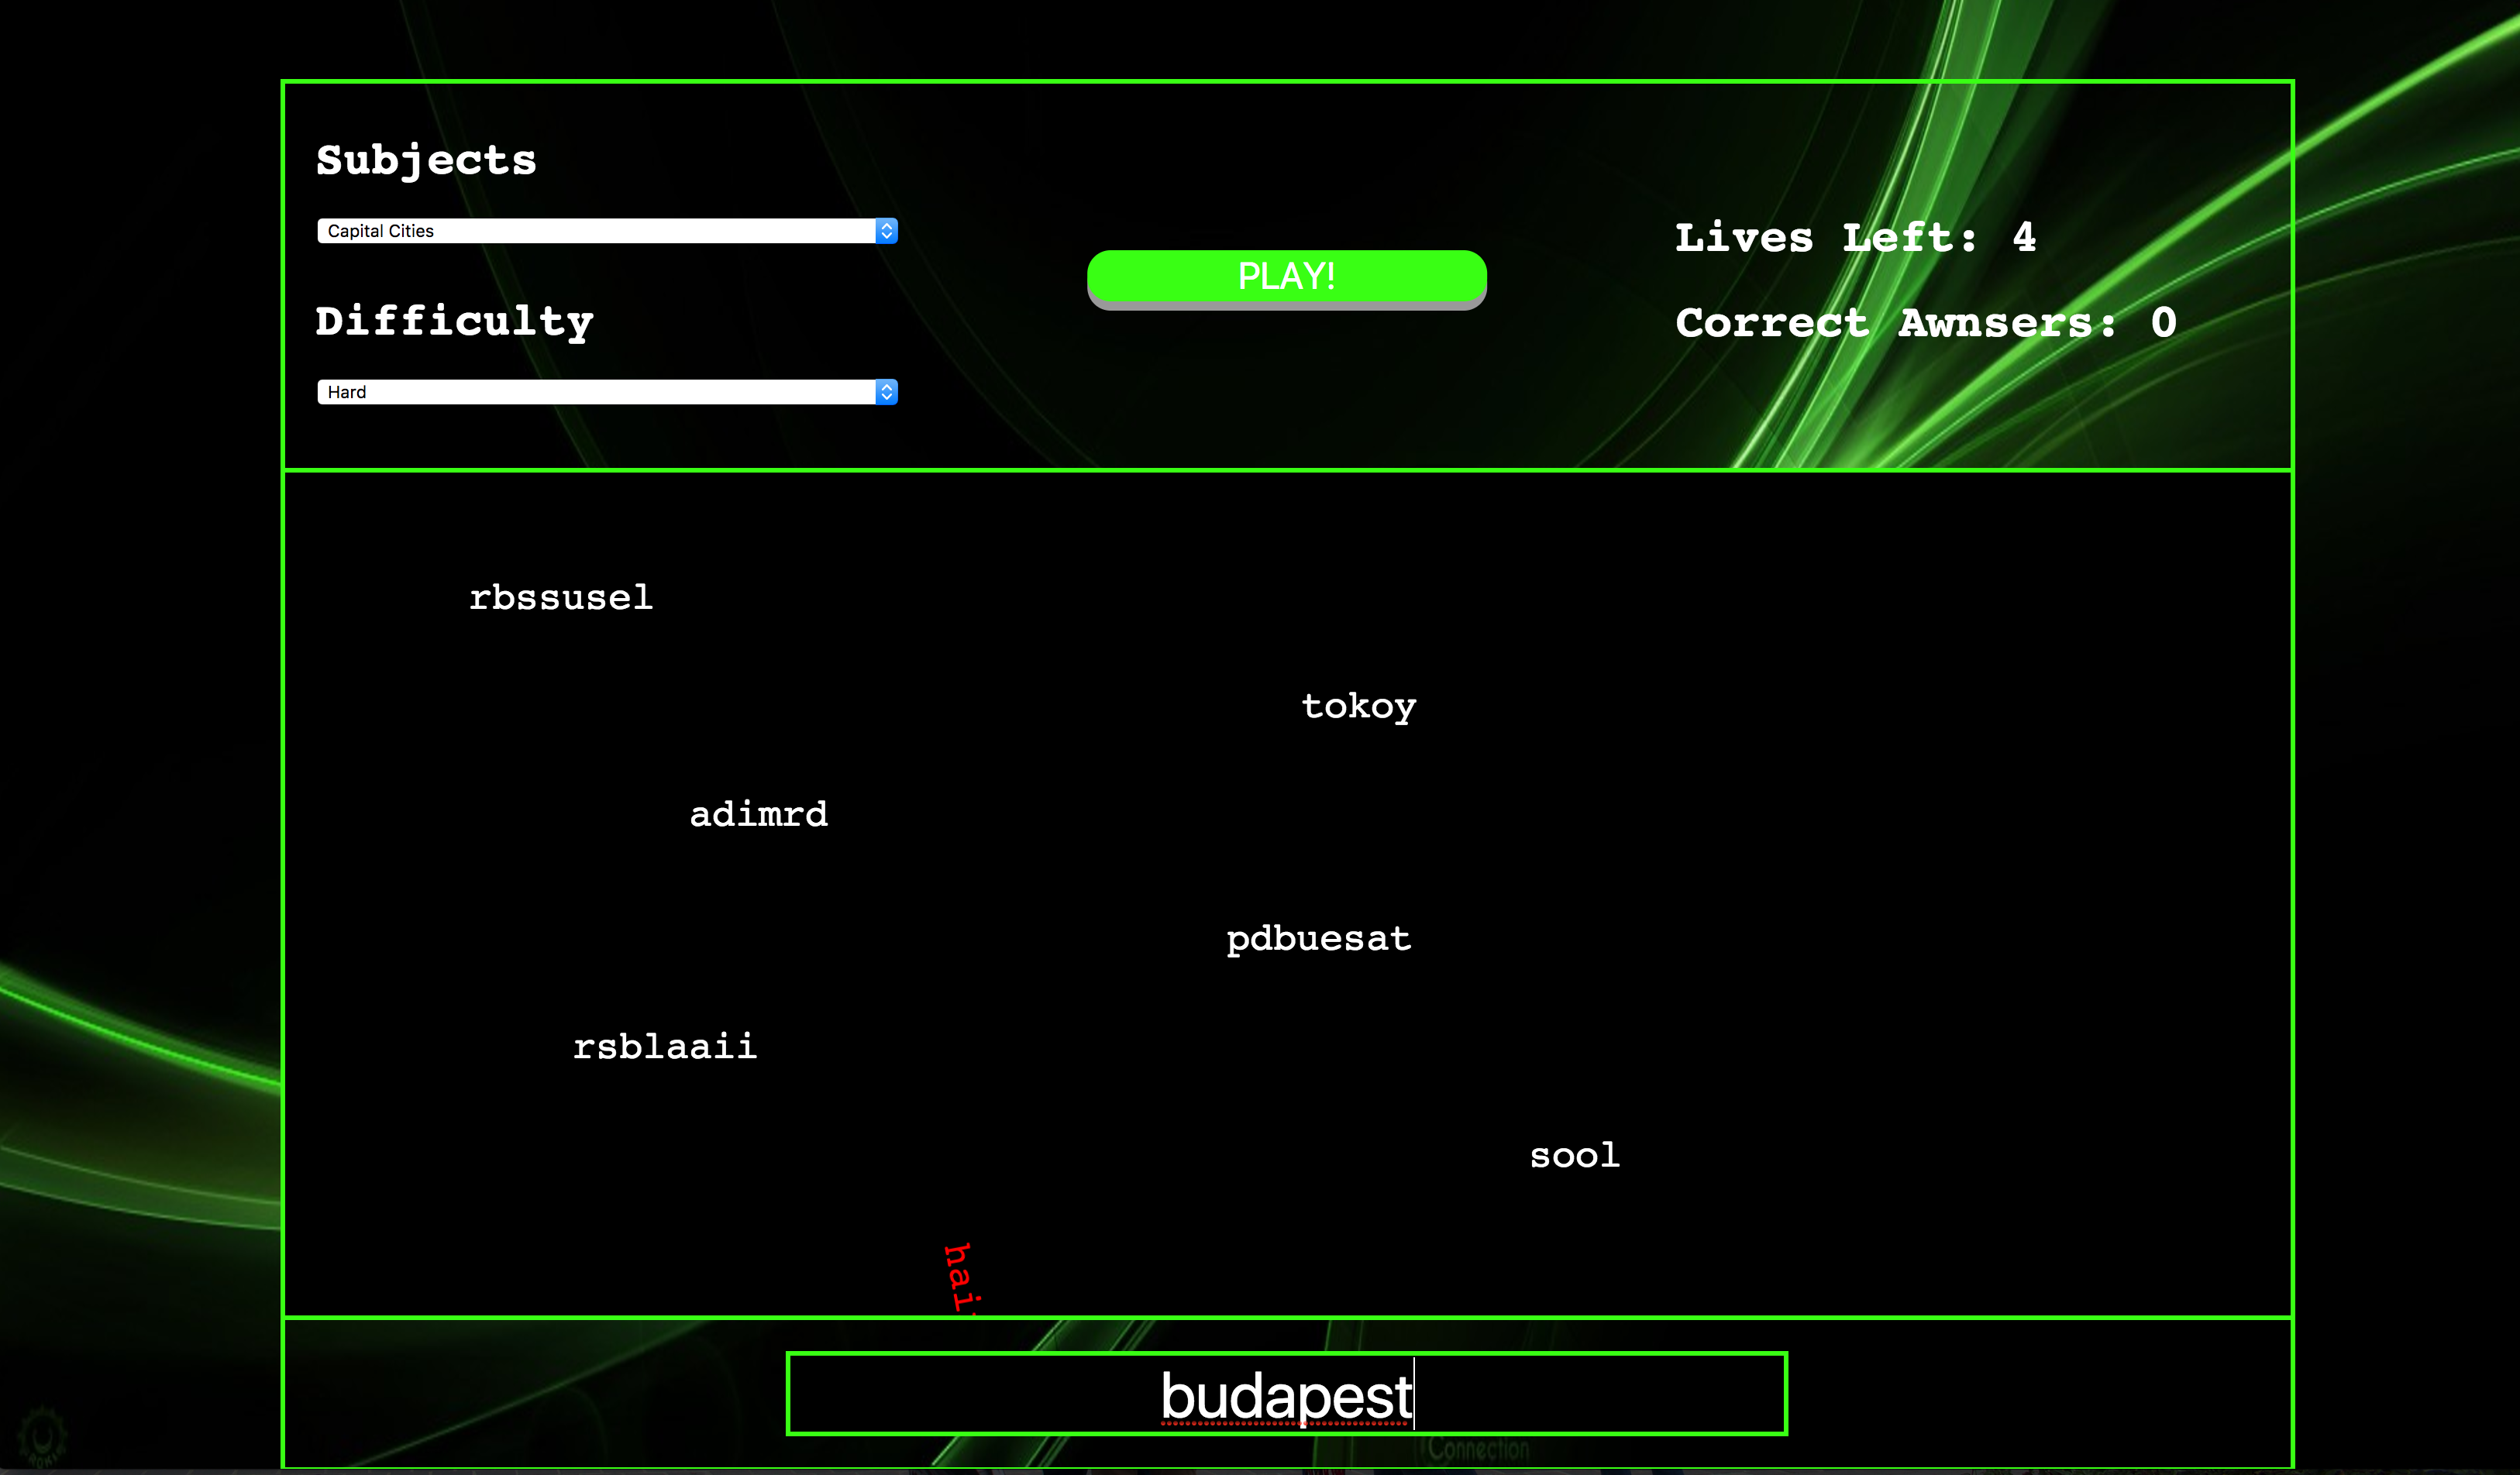 Subjects
Capital Cities
Difficulty
Hard
PLAY!
Lives Left: 4
Correct Awnsers: 0
rbssusel
tokoy
adimrd
pdbuesat
rsblaaii
sool
budapest
Connection